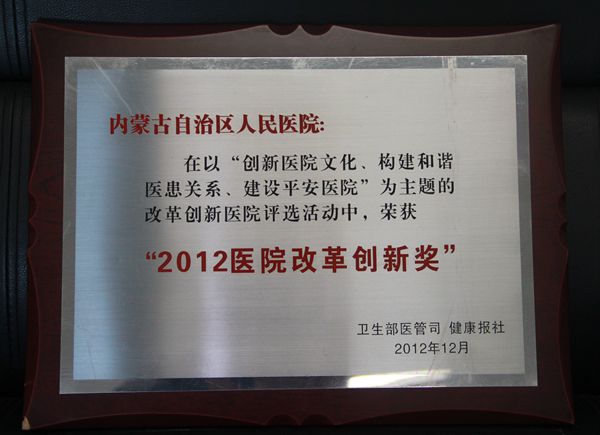 内蒙古自治区人民医院:
在以“创新医院文化、构建和谐
医患关系、建设平安医院”为主题的
改革创新医院评选活动中，荣获
“2012医院改革创新奖”
卫生部医管司 健康报社
2012年12月